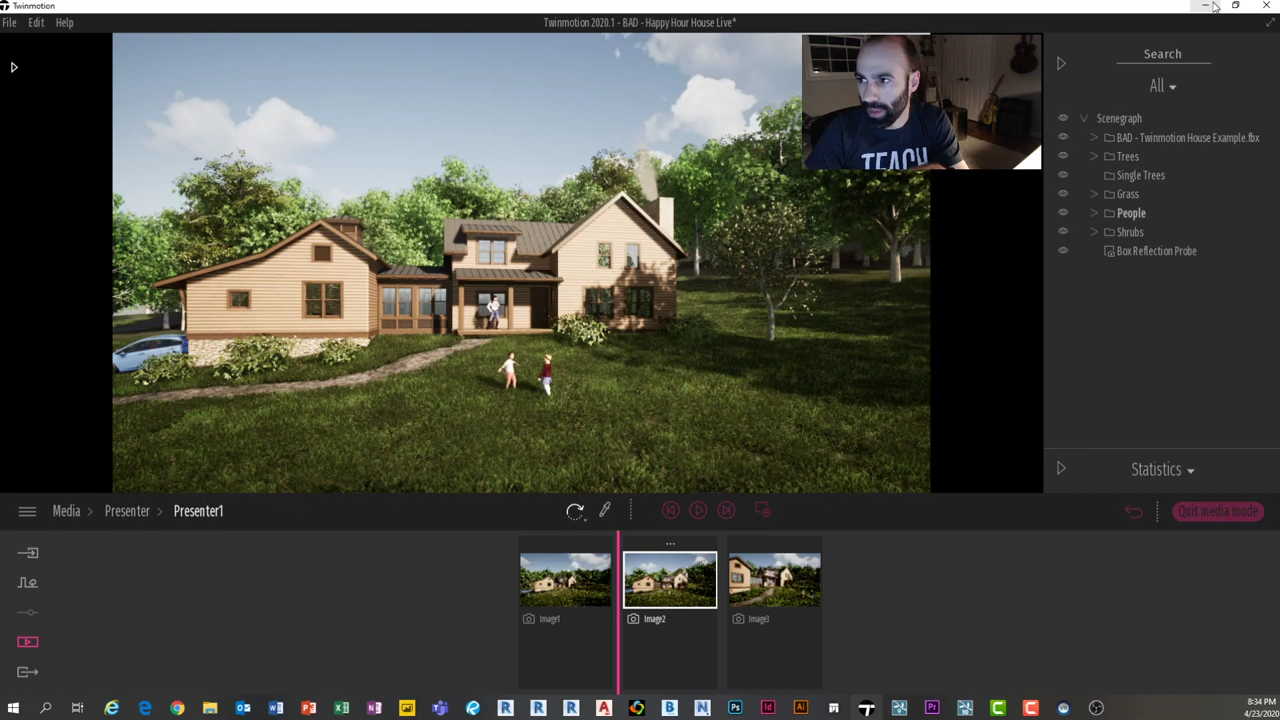 Twinmotion
File Edit Help
Twinmotion 2020.1 - BAD - Happy Hour House Live*
Search
All
Scenegraph
BAD - Twinmotion House Example.fbx
Trees
Single Trees
Grass
People
Shrubs
Box Reflection Probe
TEACH
Statistics
Media > Presenter > Presenter1
Quit media mode
...
Image1
Image2
Image3
8:34 PM
4/23/2020